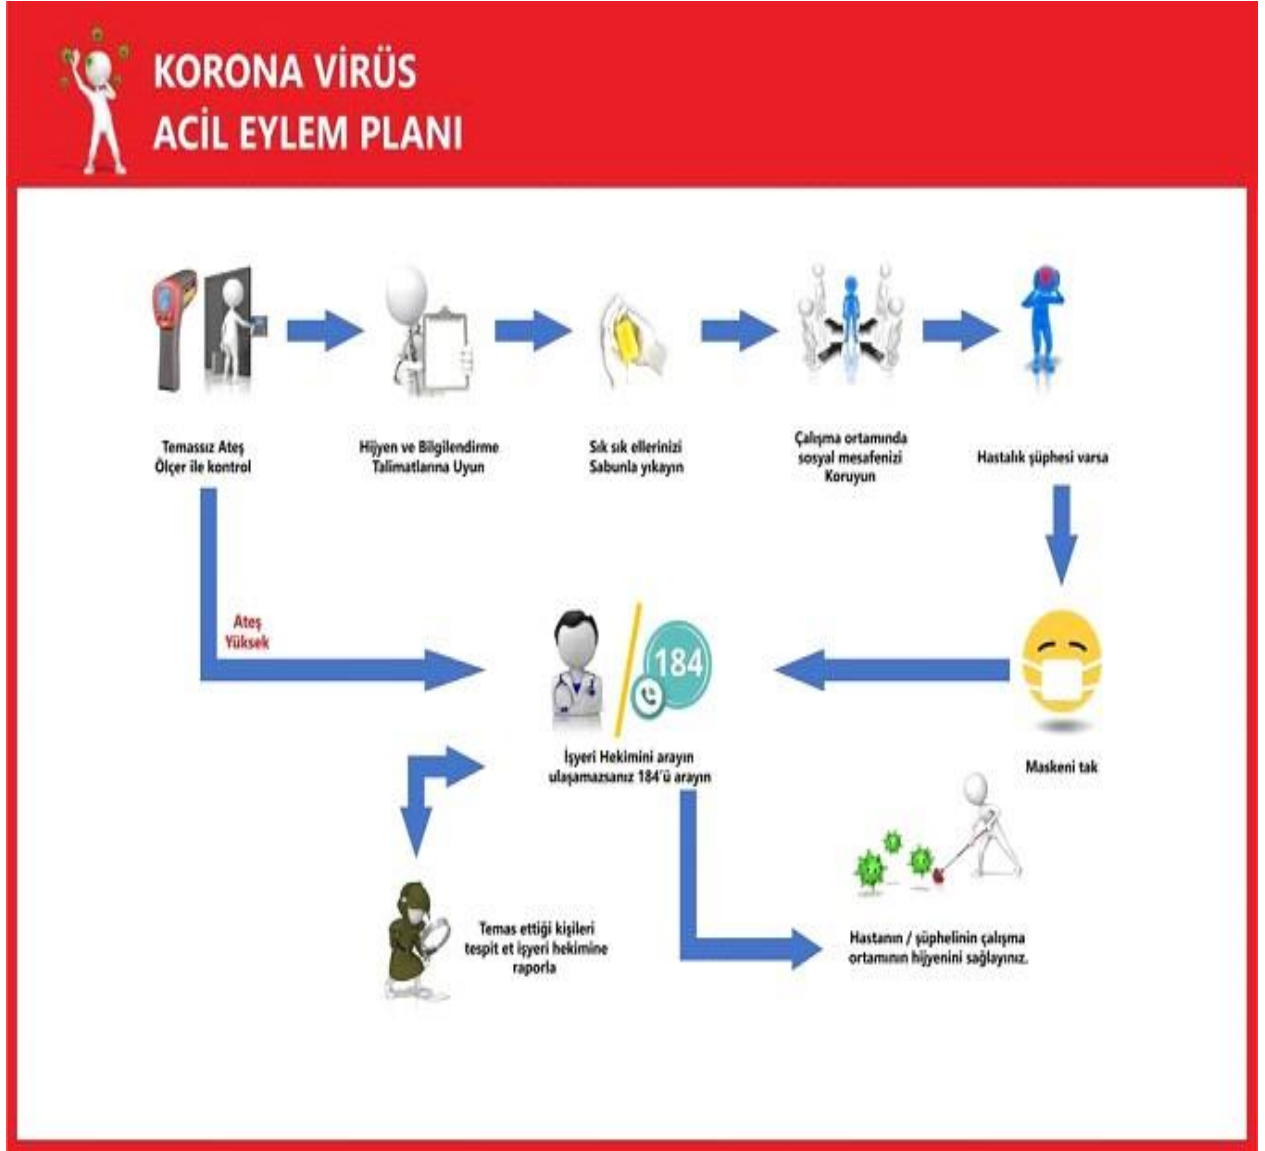 KORONA VİRÜS
ACİL EYLEM PLANI
Temassız Ateş
Ölçer ile kontrol
Hijyen ve Bilgilendirme
Talimatlarına Uyun
Sık sık ellerinizi
Sabunla yıkayın
Çalışma ortamında
sosyal mesafenizi
Koruyun
Hastalık şüphesi varsa
Ateş
Yüksek
184
İşyeri Hekimini arayın
ulaşamazsanız 184'ü arayın
Maskeni tak
Temas ettiği kişileri
tespit et işyeri hekimine
raporla
Hastanın / şüphelinin çalışma
ortamının hijyenini sağlayınız.